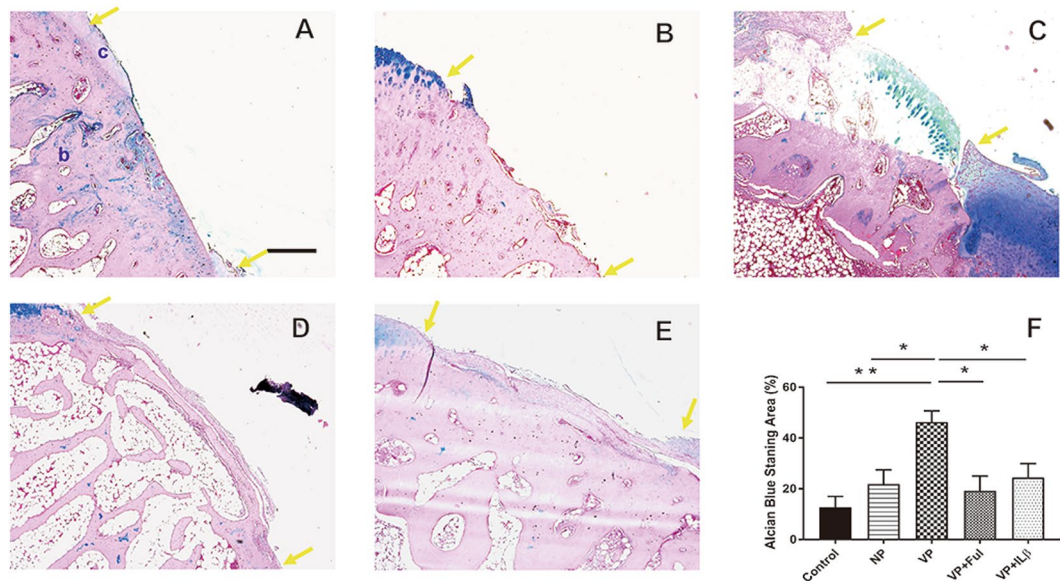 A
c
b
B
C
D
E
F
Alcian Blue Staning Area (%)
60
40
20
0
*
* *
*
*
Control
NP
VP
VP+Ful
VP+ILβ